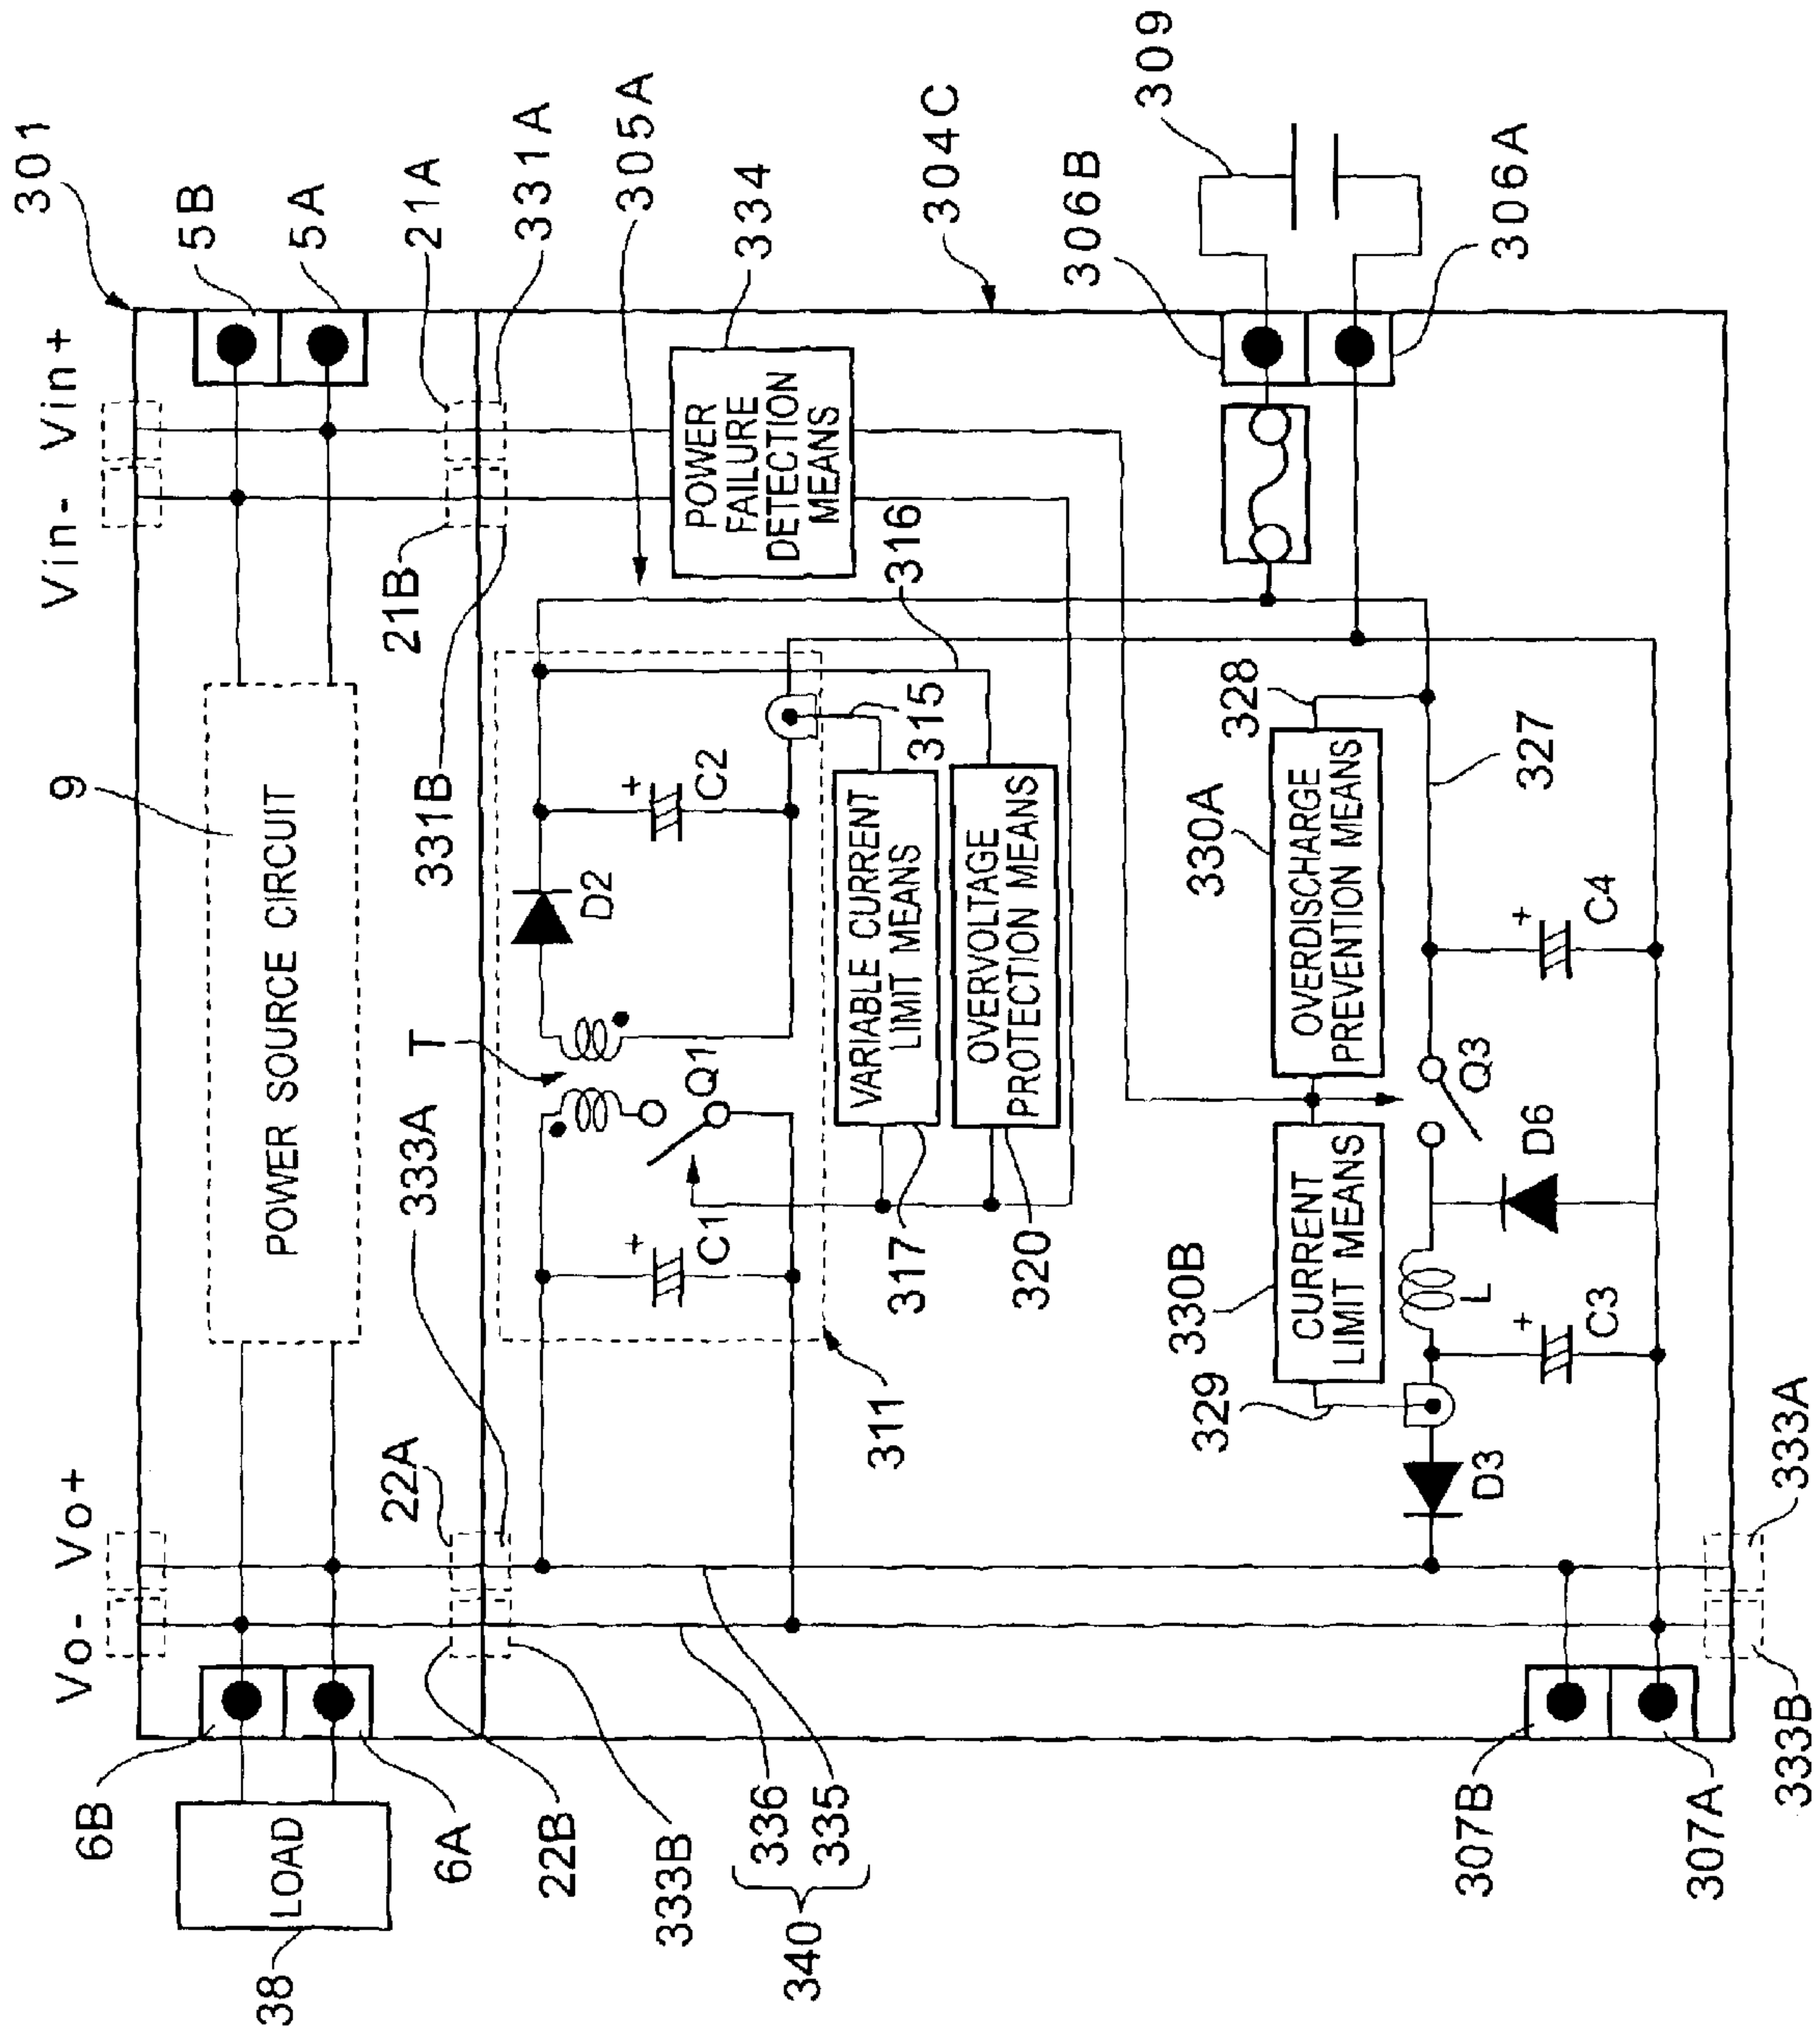 301
Vin- Vin+
5B
5A
21A
331A
305A
334
304C
306B
309
306A
9
POWER SOURCE CIRCUIT
21B
331B
POWER
FAILURE
DETECTION
MEANS
316
315
T
333A
D2
+
C2
Q1
+
C1
VARIABLE CURRENT
LIMIT MEANS
OVERVOLTAGE
PROTECTION MEANS
317
320
311
328
330A
OVERDISCHARGE
PREVENTION MEANS
327
+
C4
Q3
D6
330B
CURRENT
LIMIT MEANS
L
+
C3
329
D3
Vo- Vo+
22A
6B
6A
22B
333B
LOAD
38
336
335
340
307B
307A
333A
333B